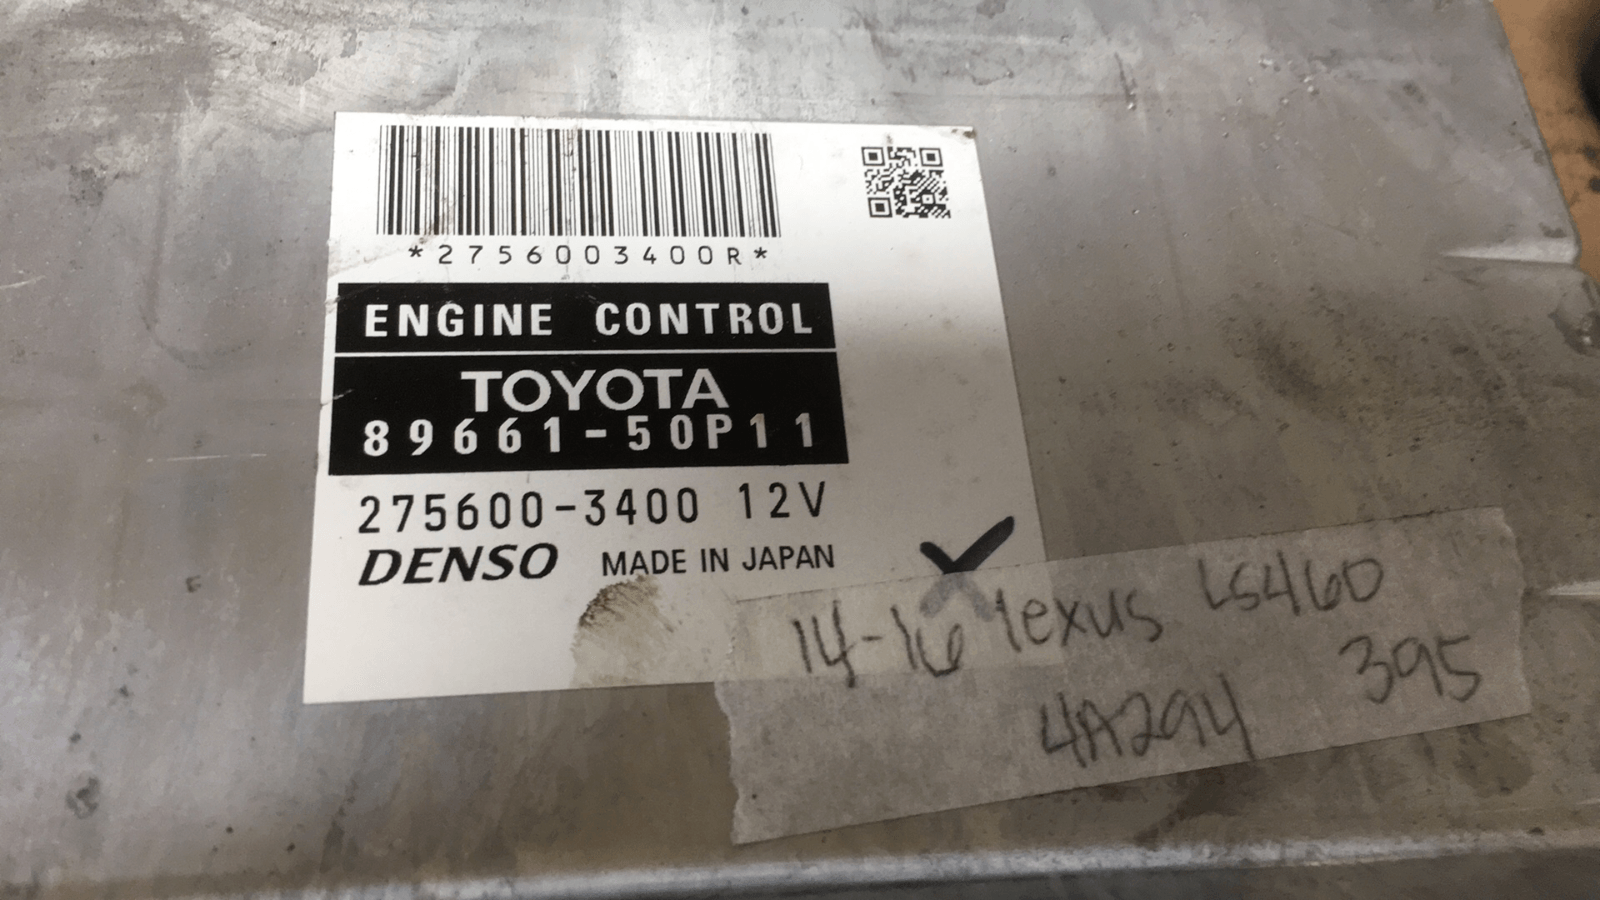 *2756003400R*
ENGINE CONTROL
TOYOTA
89661-50P11
275600-3400 12V
DENSO MADE IN JAPAN
14-16 lexus LS460
4A294 395